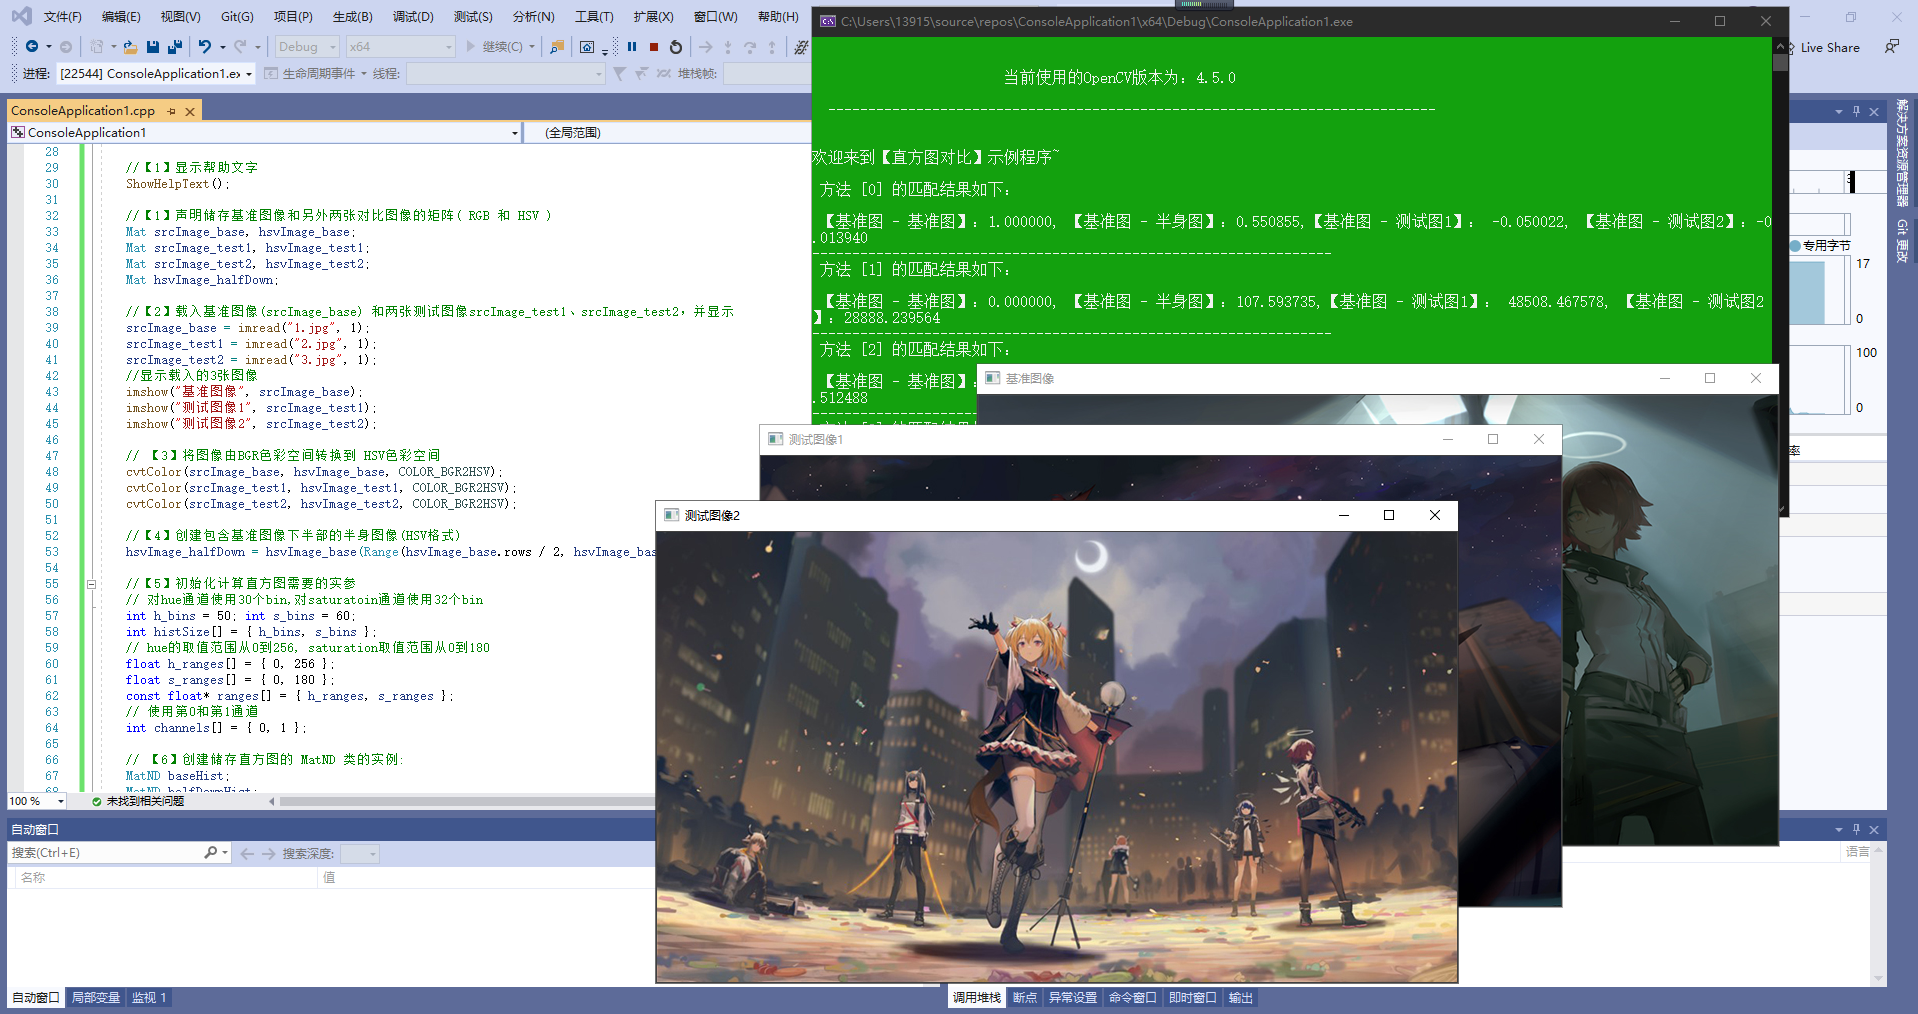 文件(F) 编辑(E) 视图(V) Git(G) 项目(P) 生成(B) 调试(D) 测试(S) 分析(N) 工具(T) 扩展(X) 窗口(W) 帮助(H)
Debug x64 继续(C) Live Share
进程: [22544] ConsoleApplication1.e 生命周期事件 线程: 堆栈帧:
ConsoleApplication1.cpp
ConsoleApplication1 (全局范围)
28
29 //【1】显示帮助文字
30 ShowHelpText();
31
32 //【1】声明储存基准图像和另外两张对比图像的矩阵( RGB 和 HSV )
33 Mat srcImage_base, hsvImage_base;
34 Mat srcImage_test1, hsvImage_test1;
35 Mat srcImage_test2, hsvImage_test2;
36 Mat hsvImage_halfDown;
37
38 //【2】载入基准图像(srcImage_base) 和两张测试图像srcImage_test1、srcImage_test2，并显示
39 srcImage_base = imread("1.jpg", 1);
40 srcImage_test1 = imread("2.jpg", 1);
41 srcImage_test2 = imread("3.jpg", 1);
42 //显示载入的3张图像
43 imshow("基准图像", srcImage_base);
44 imshow("测试图像1", srcImage_test1);
45 imshow("测试图像2", srcImage_test2);
46
47 // 【3】将图像由BGR色彩空间转换到 HSV色彩空间
48 cvtColor(srcImage_base, hsvImage_base, COLOR_BGR2HSV);
49 cvtColor(srcImage_test1, hsvImage_test1, COLOR_BGR2HSV);
50 cvtColor(srcImage_test2, hsvImage_test2, COLOR_BGR2HSV);
51
52 //【4】创建包含基准图像下半部的半身图像(HSV格式)
53 hsvImage_halfDown = hsvImage_base(Range(hsvImage_base.rows / 2, hsvImage_bas
54
55 //【5】初始化计算直方图需要的实参
56 // 对hue通道使用30个bin,对saturatoin通道使用32个bin
57 int h_bins = 50; int s_bins = 60;
58 int histSize[] = { h_bins, s_bins };
59 // hue的取值范围从0到256, saturation取值范围从0到180
60 float h_ranges[] = { 0, 256 };
61 float s_ranges[] = { 0, 180 };
62 const float* ranges[] = { h_ranges, s_ranges };
63 // 使用第0和第1通道
64 int channels[] = { 0, 1 };
65
66 // 【6】创建储存直方图的 MatND 类的实例:
67 MatND baseHist;
68 MatND halfDownHist;
100 % 未找到相关问题
自动窗口
搜索(Ctrl+E) 搜索深度:
名称 值
自动窗口 局部变量 监视 1
C:\Users\13915\source\repos\ConsoleApplication1\x64\Debug\ConsoleApplication1.exe
当前使用的OpenCV版本为：4.5.0
----------------------------------------------------------------------------
欢迎来到【直方图对比】示例程序~
方法 [0] 的匹配结果如下：
【基准图 - 基准图】：1.000000, 【基准图 - 半身图】：0.550855,【基准图 - 测试图1】： -0.050022, 【基准图 - 测试图2】：-0
.013940
-----------------------------------------------------------------
方法 [1] 的匹配结果如下：
【基准图 - 基准图】：0.000000, 【基准图 - 半身图】：107.593735,【基准图 - 测试图1】： 48508.467578, 【基准图 - 测试图2
】：28888.239564
-----------------------------------------------------------------
方法 [2] 的匹配结果如下：
【基准图 - 基准图】：
.512488
基准图像
测试图像1
测试图像2
解决方案资源管理器
Git 更改
专用字节
17
0
100
0
率
语言
调用堆栈 断点 异常设置 命令窗口 即时窗口 输出